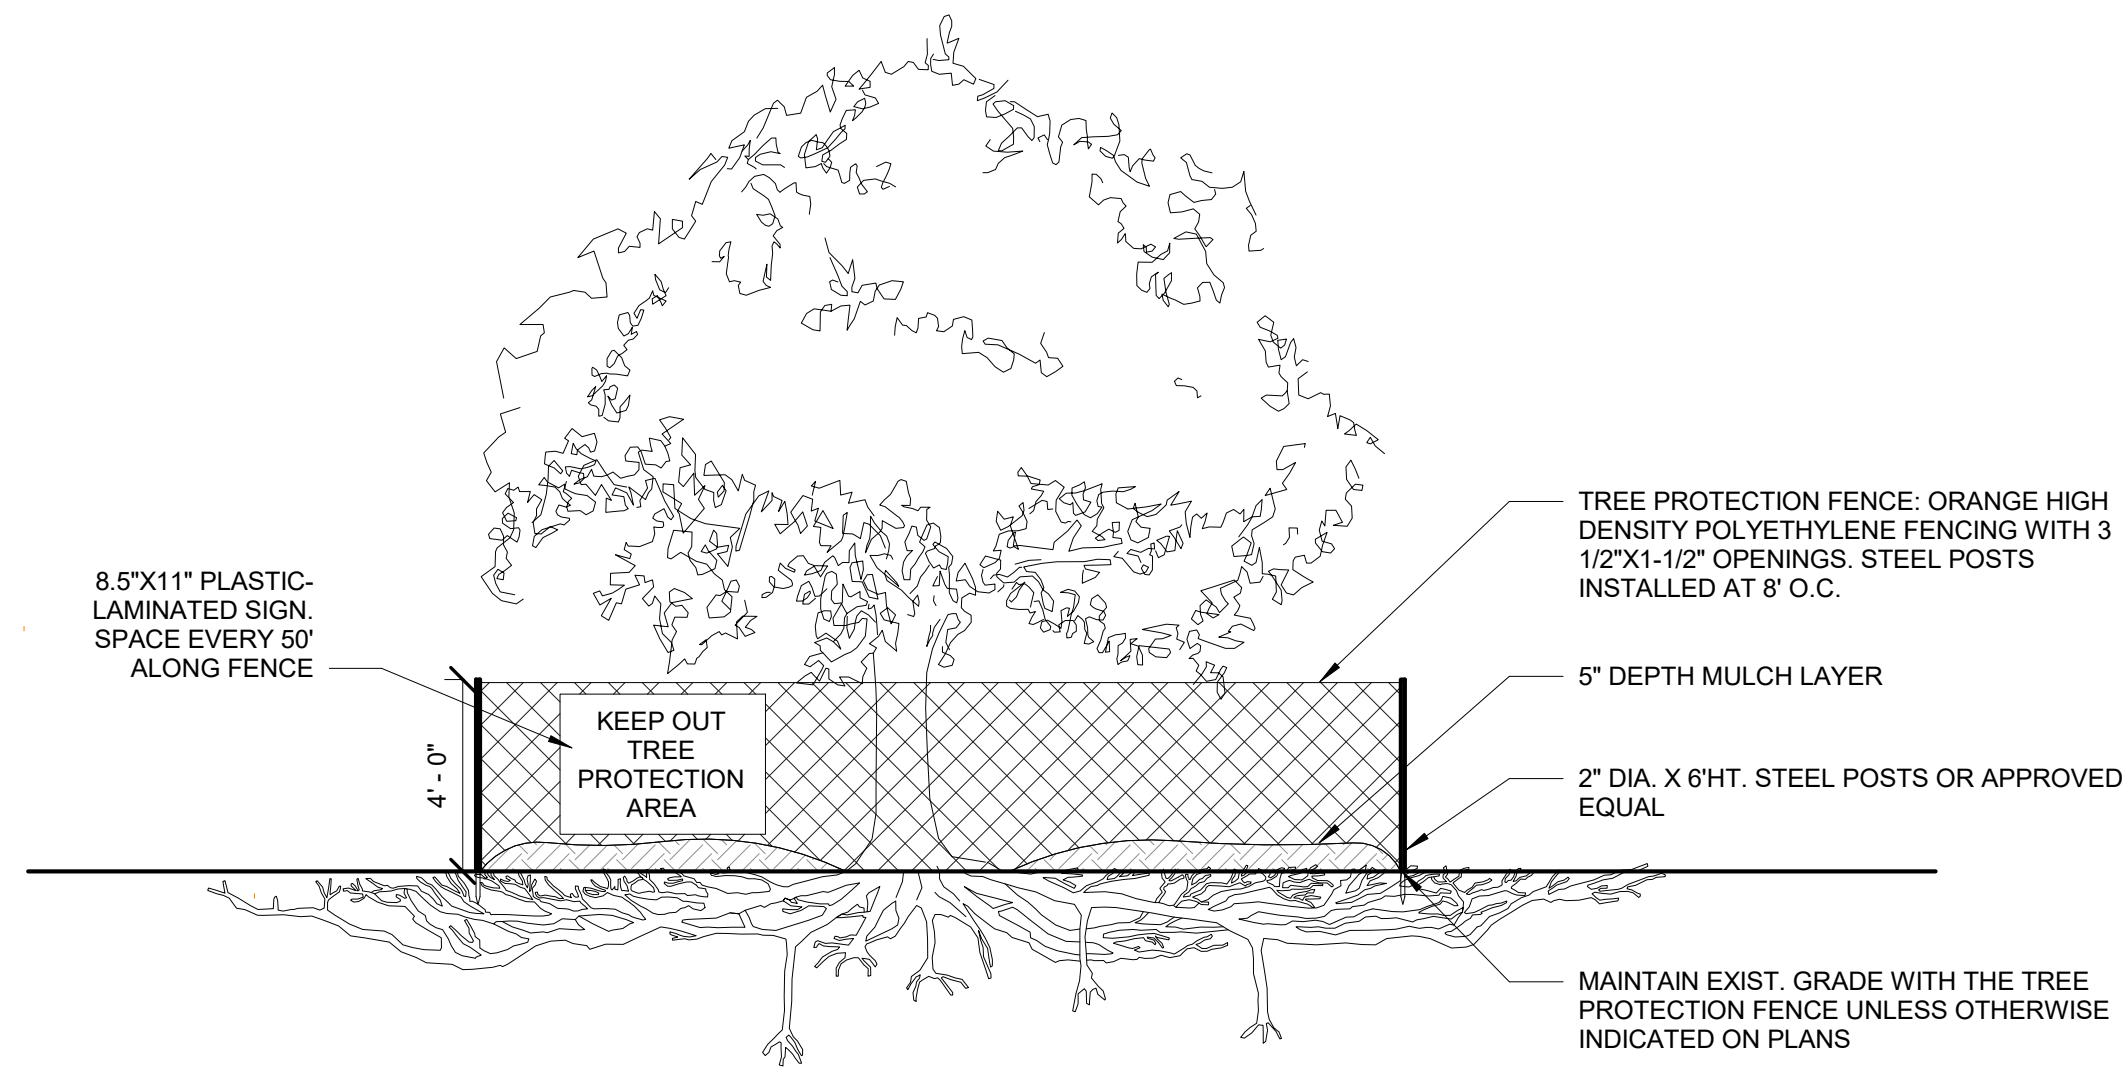 TREE PROTECTION FENCE: ORANGE HIGH
DENSITY POLYETHYLENE FENCING WITH 3
1/2"X1-1/2" OPENINGS. STEEL POSTS
INSTALLED AT 8' O.C.
8.5"X11" PLASTIC-
LAMINATED SIGN.
SPACE EVERY 50'
ALONG FENCE
5" DEPTH MULCH LAYER
KEEP OUT
TREE
PROTECTION
AREA
4' - 0"
2" DIA. X 6'HT. STEEL POSTS OR APPROVED
EQUAL
MAINTAIN EXIST. GRADE WITH THE TREE
PROTECTION FENCE UNLESS OTHERWISE
INDICATED ON PLANS